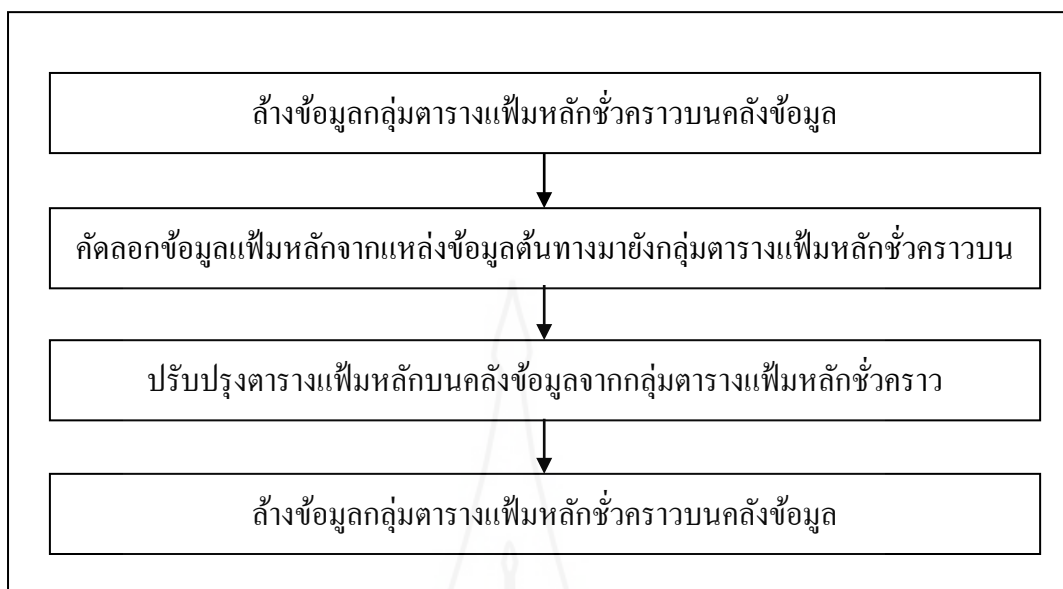 ล้างข้อมูลกลุ่มตารางแฟ้มหลักชั่วคราวบนคลังข้อมูล
คัดลอกข้อมูลแฟ้มหลักจากแหล่งข้อมูลต้นทางมายังกลุ่มตารางแฟ้มหลักชั่วคราวบน
ปรับปรุงตารางแฟ้มหลักบนคลังข้อมูลจากกลุ่มตารางแฟ้มหลักชั่วคราว
ล้างข้อมูลกลุ่มตารางแฟ้มหลักชั่วคราวบนคลังข้อมูล